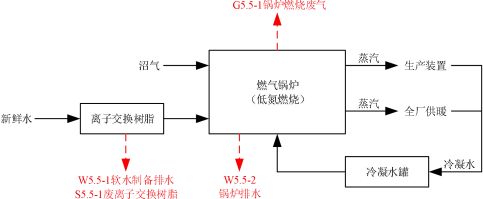 G5.5-1锅炉燃烧废气
沼气
燃气锅炉
（低氮燃烧）
蒸汽
生产装置
蒸汽
全厂供暖
新鲜水
离子交换树脂
W5.5-1软水制备排水
S5.5-1废离子交换树脂
W5.5-2
锅炉排水
冷凝水罐
冷凝水